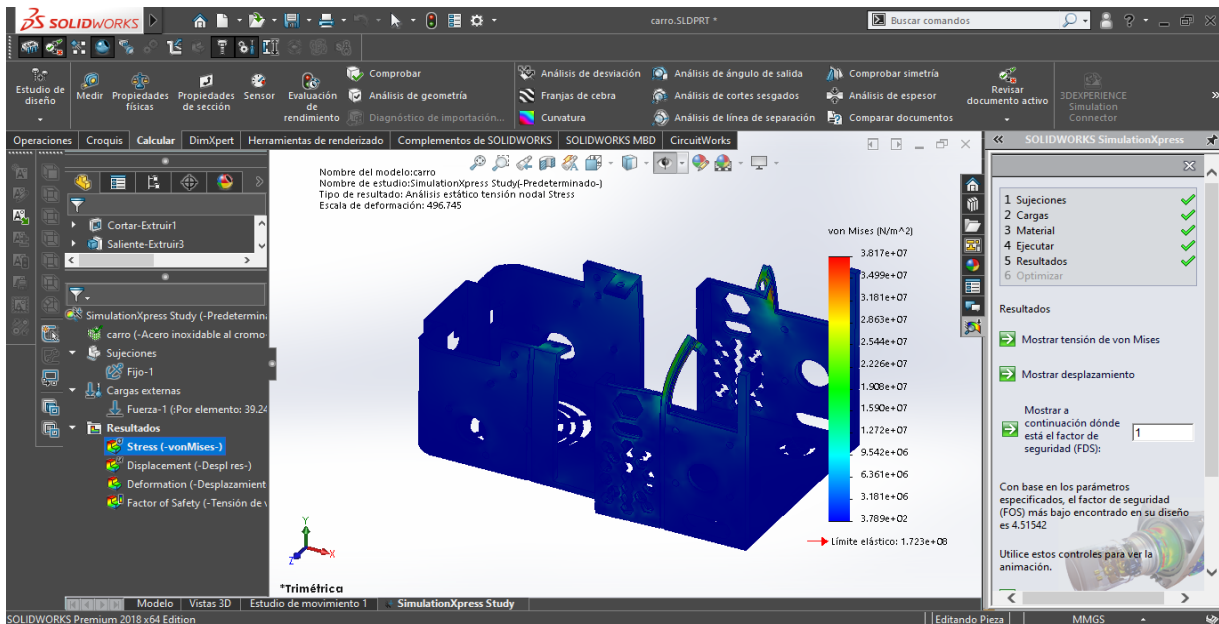 SOLIDWORKS
carro.SLDPRT *
Buscar comandos
Estudio de
diseño
Medir
Propiedades
físicas
Propiedades
de sección
Sensor
Evaluación
de
rendimiento
Comprobar
Análisis de geometría
Diagnóstico de importación...
Análisis de desviación
Franjas de cebra
Curvatura
Análisis de ángulo de salida
Análisis de cortes sesgados
Análisis de línea de separación
Comprobar simetría
Análisis de espesor
Comparar documentos
Revisar
documento activo
3DEXPERIENCE
Simulation
Connector
Operaciones
Croquis
Calcular
DimXpert
Herramientas de renderizado
Complementos de SOLIDWORKS
SOLIDWORKS MBD
CircuitWorks
Cortar-Extruir1
Saliente-Extruir3
SimulationXpress Study (-Predetermin
carro (-Acero inoxidable al cromo
Sujeciones
Fijo-1
Cargas externas
Fuerza-1 (:Por elemento: 39.24
Resultados
Stress (-vonMises-)
Displacement (-Despl res-)
Deformation (-Desplazamient
Factor of Safety (-Tensión de v
Nombre del modelo:carro
Nombre de estudio:SimulationXpress Study(-Predeterminado-)
Tipo de resultado: Análisis estático tensión nodal Stress
Escala de deformación: 496.745
von Mises (N/m^2)
3.817e+07
3.499e+07
3.181e+07
2.863e+07
2.544e+07
2.226e+07
1.908e+07
1.590e+07
1.272e+07
9.542e+06
6.361e+06
3.181e+06
3.789e+02
Límite elástico: 1.723e+08
Y
X
Z
*Trimétrica
SOLIDWORKS SimulationXpress
1 Sujeciones
2 Cargas
3 Material
4 Ejecutar
5 Resultados
6 Optimizar
Resultados
Mostrar tensión de von Mises
Mostrar desplazamiento
Mostrar a
continuación dónde
está el factor de
seguridad (FDS):
1
Con base en los parámetros
especificados, el factor de seguridad
(FOS) más bajo encontrado en su diseño
es 4.51542
Utilice estos controles para ver la
animación.
Modelo
Vistas 3D
Estudio de movimiento 1
SimulationXpress Study
SOLIDWORKS Premium 2018 x64 Edition
Editando Pieza
MMGS